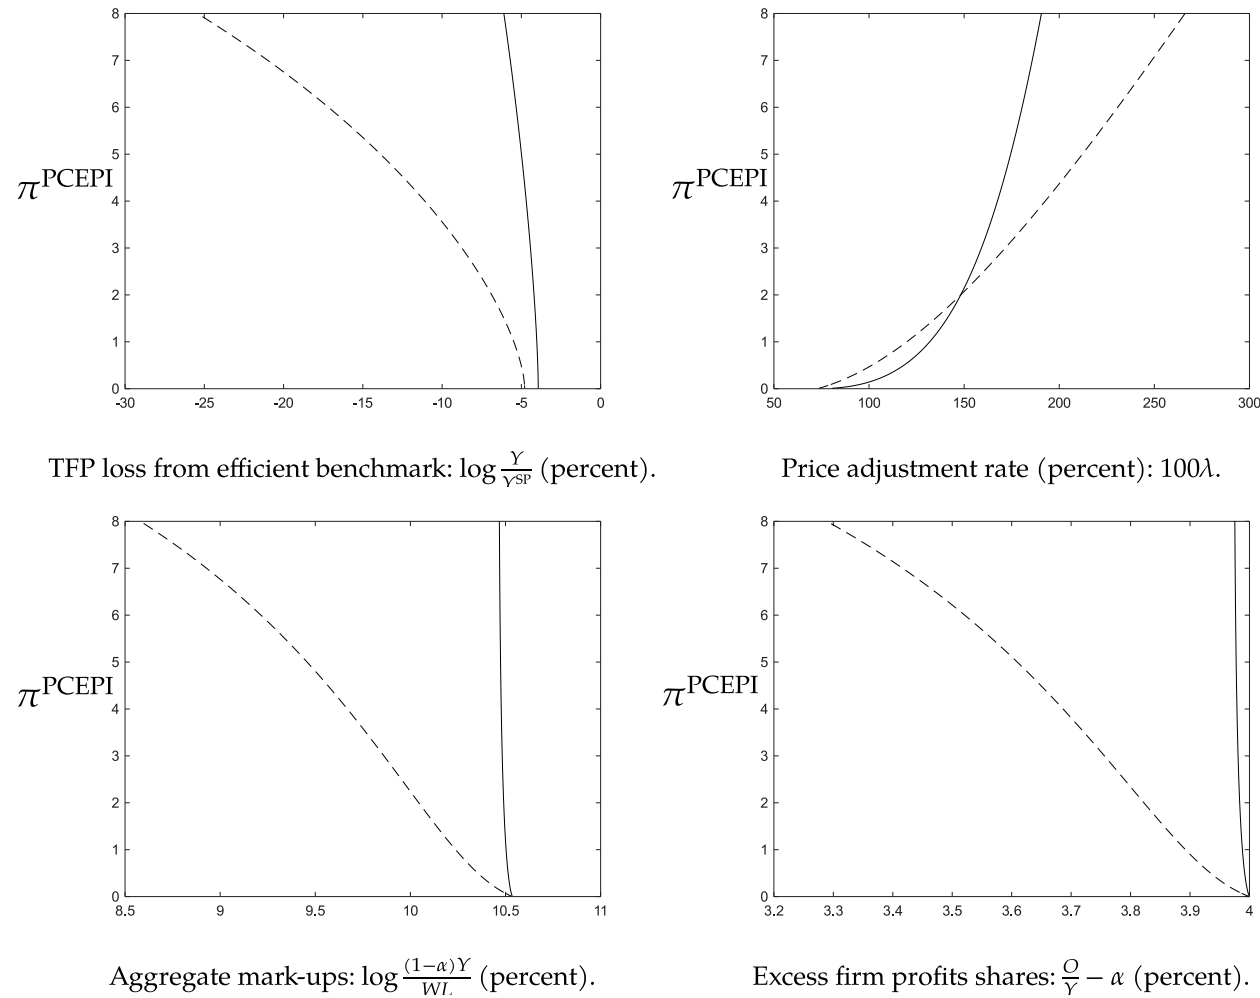 8 8
7 7
6 6
5 5
π^PCEPI 4 π^PCEPI 4
3 3
2 2
1 1
0 0
-30 -25 -20 -15 -10 -5 0 50 100 150 200 250 300
TFP loss from efficient benchmark: log Y/Y^SP (percent). Price adjustment rate (percent): 100λ.
8 8
7 7
6 6
5 5
π^PCEPI 4 π^PCEPI 4
3 3
2 2
1 1
0 0
8.5 9 9.5 10 10.5 11 3.2 3.3 3.4 3.5 3.6 3.7 3.8 3.9 4
Aggregate mark-ups: log (1−α)Y/WL (percent). Excess firm profits shares: O/Y − α (percent).